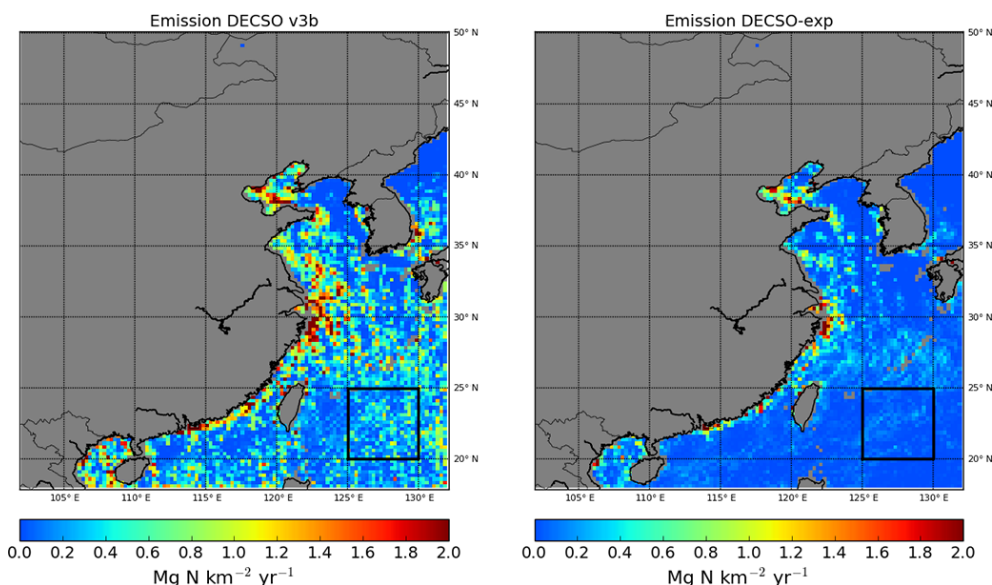 Emission DECSO v3b
50° N
45° N
40° N
35° N
30° N
25° N
20° N
105° E 110° E 115° E 120° E 125° E 130° E
0.0 0.2 0.4 0.6 0.8 1.0 1.2 1.4 1.6 1.8 2.0
Mg N km⁻² yr⁻¹
Emission DECSO-exp
50° N
45° N
40° N
35° N
30° N
25° N
20° N
105° E 110° E 115° E 120° E 125° E 130° E
0.0 0.2 0.4 0.6 0.8 1.0 1.2 1.4 1.6 1.8 2.0
Mg N km⁻² yr⁻¹